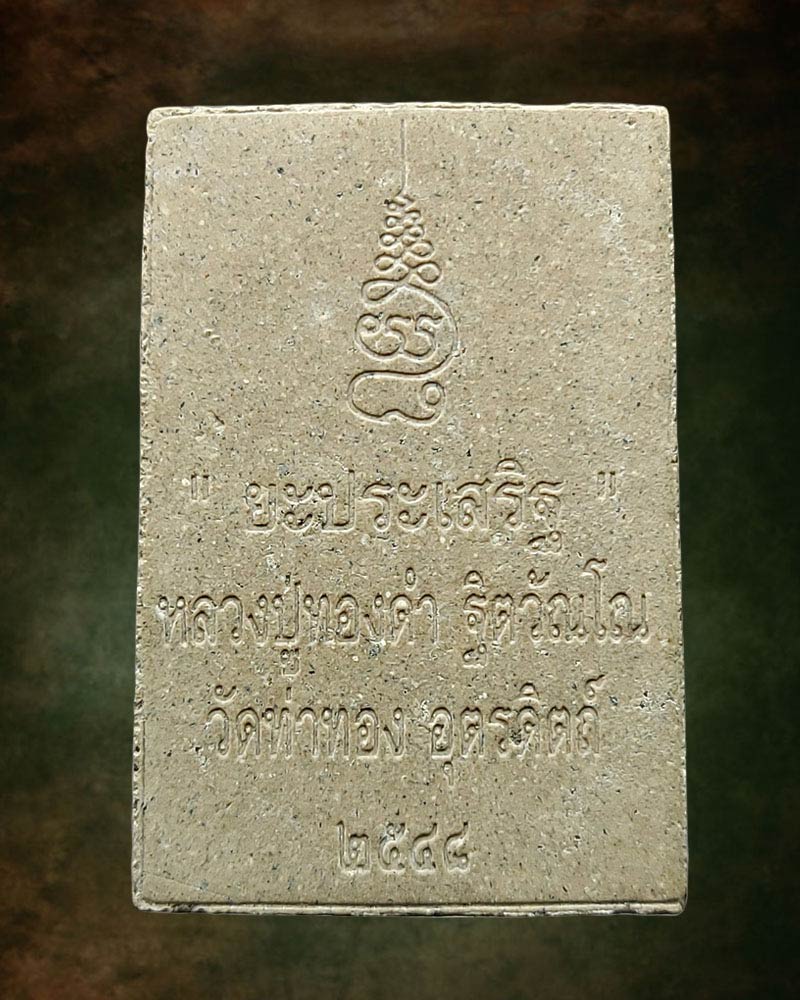 " ยะประเสริฐ "
หลวงปู่ทองดำ ฐิตวัณโณ
วัดท่าทอง อุตรดิตถ์
๒๕๔๘